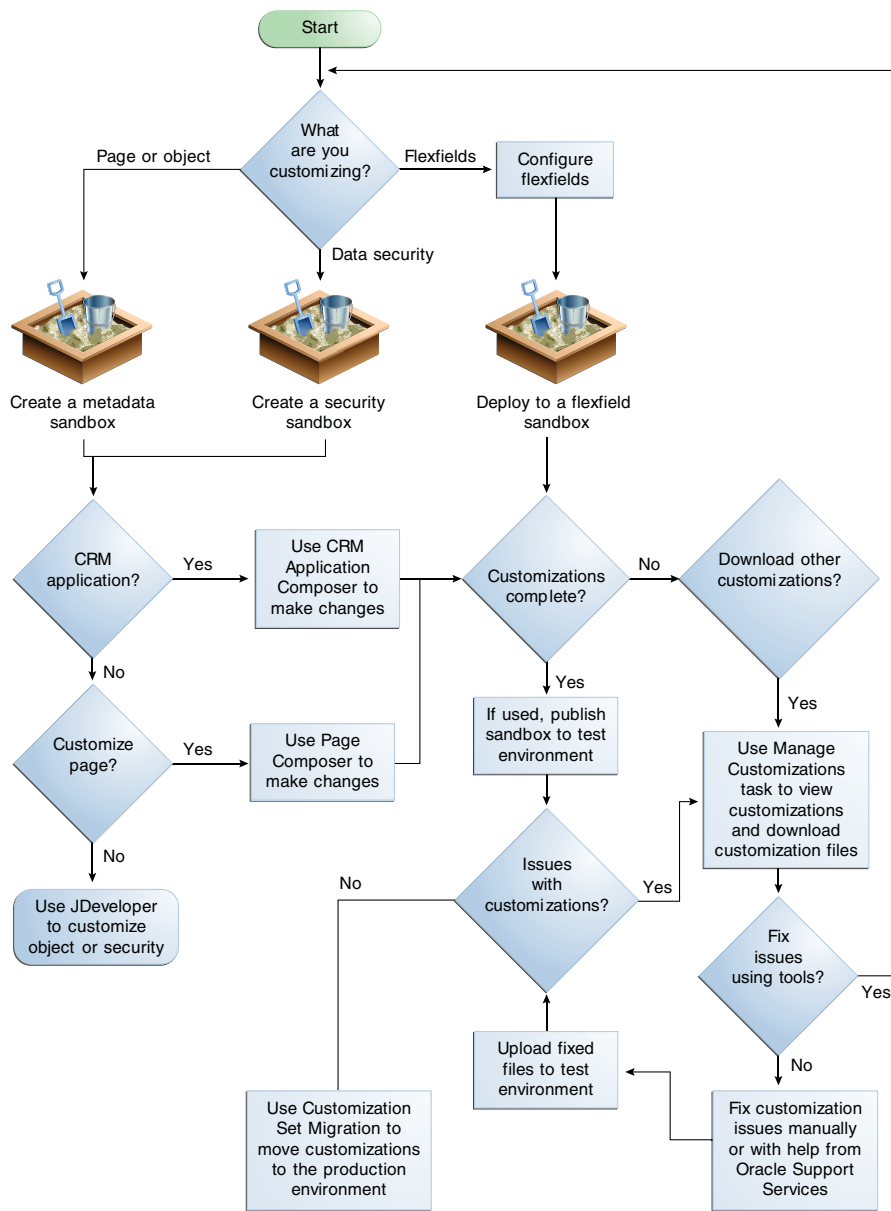 Start
What
are you
customizing?
Page or object
Flexfields
Configure
flexfields
Data security
Create a metadata
sandbox
Create a security
sandbox
Deploy to a flexfield
sandbox
CRM
application?
Yes
Use CRM
Application
Composer to
make changes
Customizations
complete?
No
Download other
customizations?
No
Yes
Yes
Customize
page?
Yes
Use Page
Composer to
make changes
If used, publish
sandbox to test
environment
Use Manage
Customizations
task to view
customizations
and download
customization files
No
Use JDeveloper
to customize
object or security
No
Issues
with
customizations?
Yes
Fix
issues
using tools?
Yes
No
Upload fixed
files to test
environment
Use Customization
Set Migration to
move customizations
to the production
environment
Fix customization
issues manually
or with help from
Oracle Support
Services